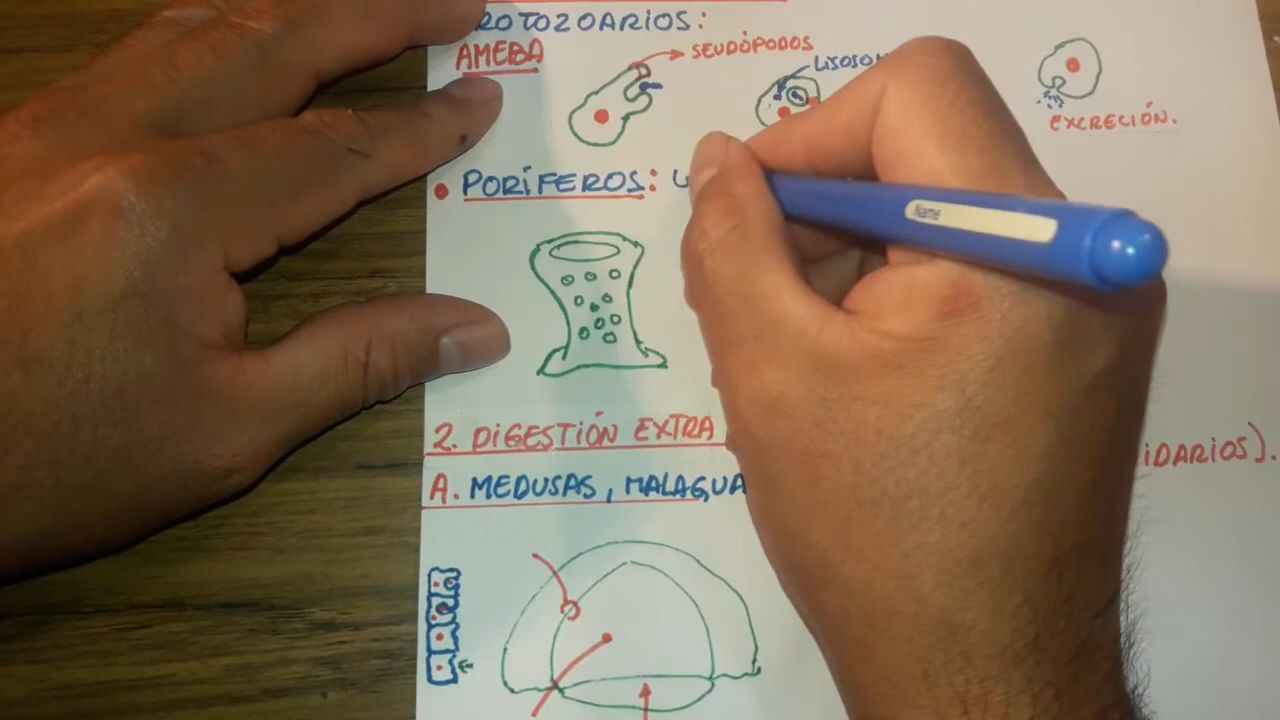 ROTOZOARIOS:
AMEBA
SEUDÓPODOS
EXCRECIÓN.
PORÍFEROS:
2. DIGESTIÓN EXTRA
IDARIOS).
A. MEDUSAS, MALAGUA
Name